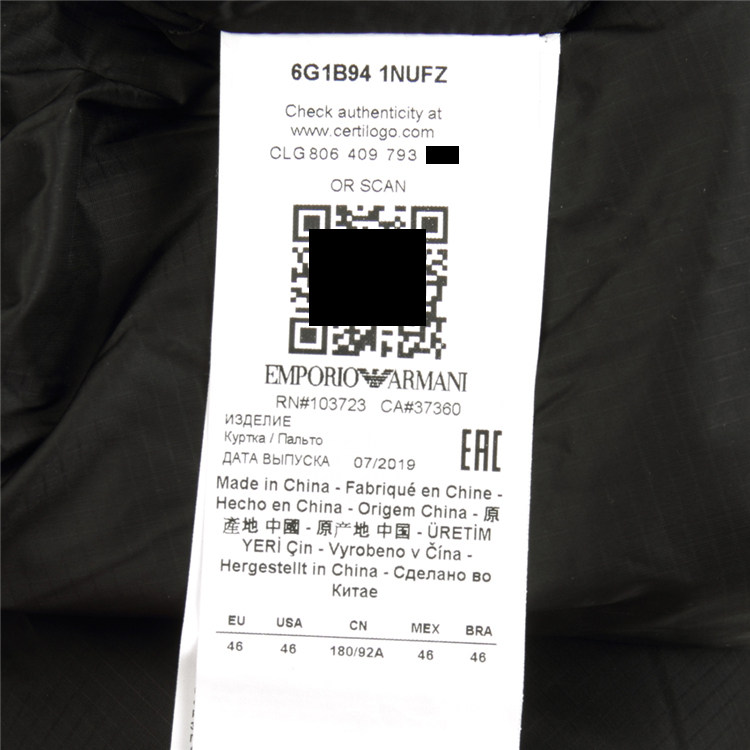 6G1B94 1NUFZ
Check authenticity at
www.certilogo.com
CLG 806 409 793
OR SCAN
EMPORIO ARMANI
RN#103723 CA#37360
ИЗДЕЛИЕ
Куртка / Пальто
ДАТА ВЫПУСКА 07/2019
EAC
Made in China - Fabriqué en Chine -
Hecho en China - Origem China - 原
產地 中國 - 原产地 中国 - ÜRETİM
YERİ Çin - Vyrobeno v Čína -
Hergestellt in China - Сделано во
Китае
EU USA CN MEX BRA
46 46 180/92A 46 46